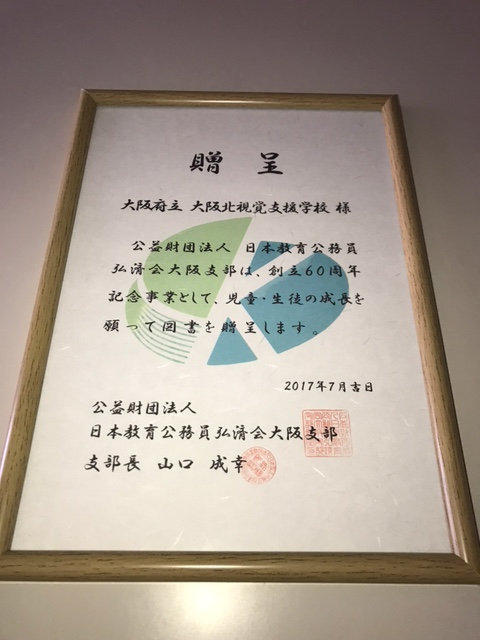 贈呈
大阪府立 大阪北視覚支援学校 様
公益財団法人 日本教育公務員
弘済会大阪支部は、創立60周年
記念事業として、児童・生徒の成長を
願って図書を贈呈します。
2017年7月吉日
公益財団法人
日本教育公務員弘済会大阪支部
支部長 山口 成幸